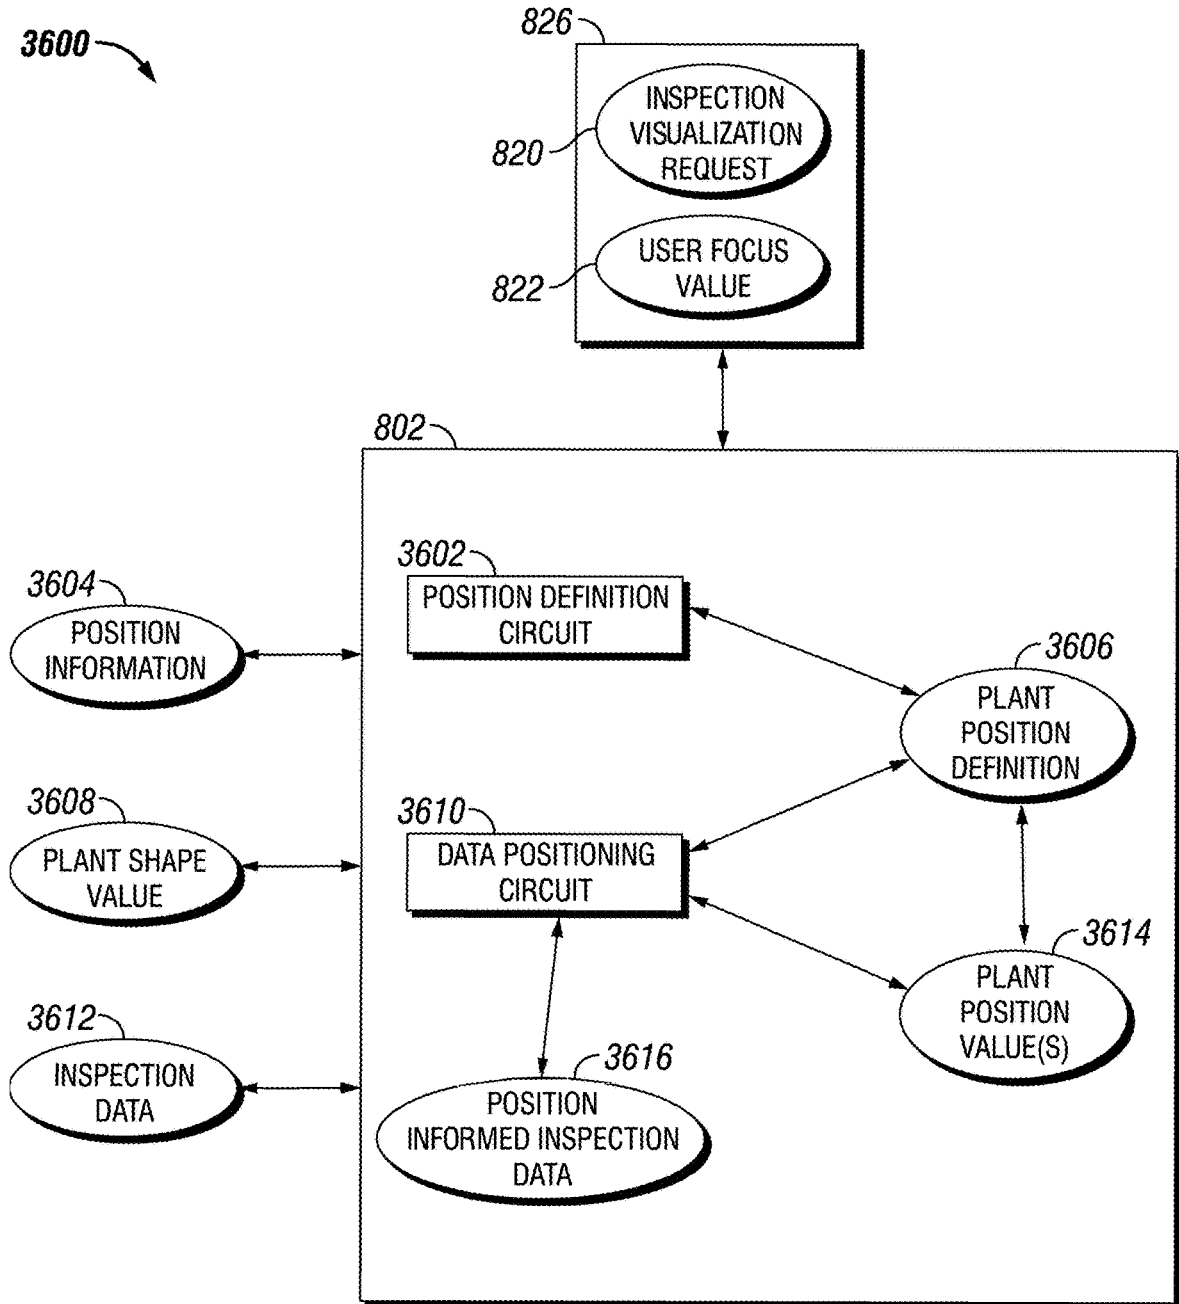 3600
826
INSPECTION
VISUALIZATION
REQUEST
820
USER FOCUS
VALUE
822
802
3602
POSITION DEFINITION
CIRCUIT
3604
POSITION
INFORMATION
3606
PLANT
POSITION
DEFINITION
3608
PLANT SHAPE
VALUE
3610
DATA POSITIONING
CIRCUIT
3614
PLANT
POSITION
VALUE(S)
3612
INSPECTION
DATA
3616
POSITION
INFORMED INSPECTION
DATA